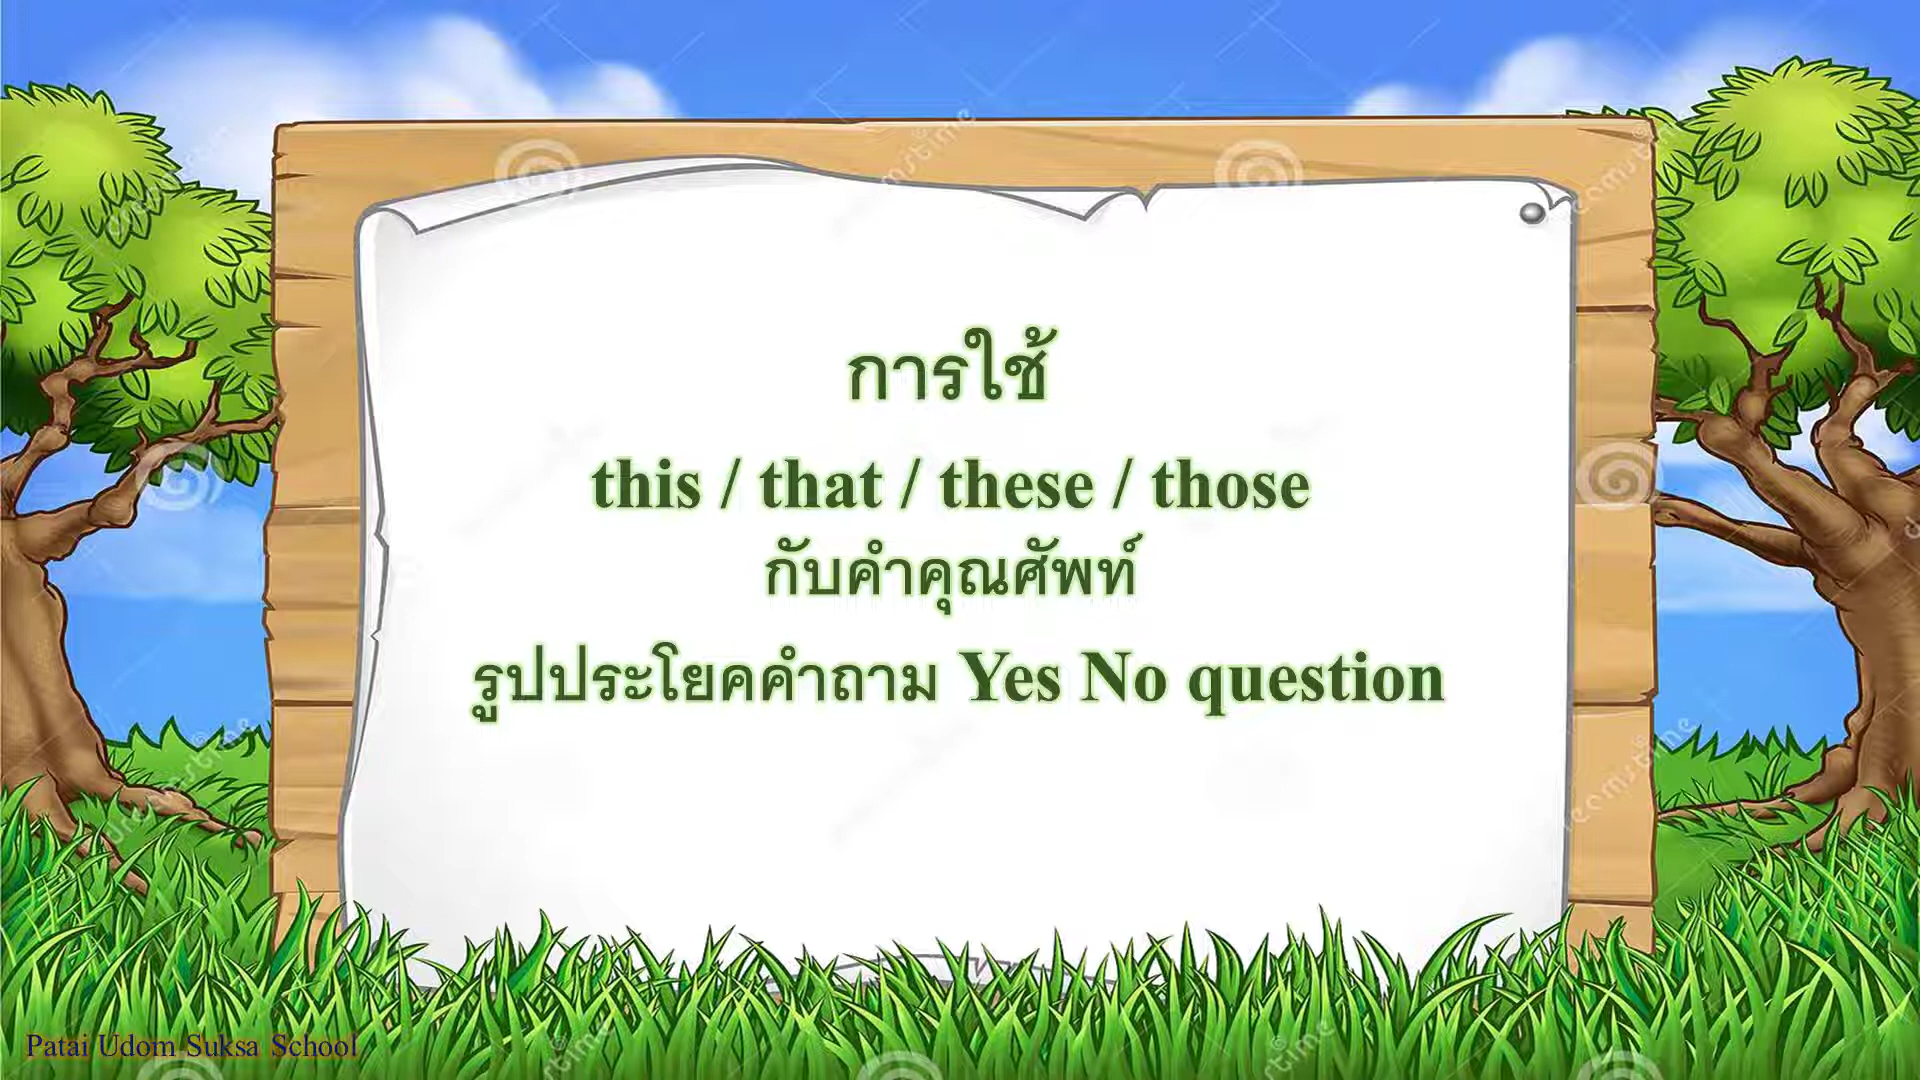 การใช้
this / that / these / those
กับคำคุณศัพท์
รูปประโยคคำถาม Yes No question
Patai Udom Suksa School